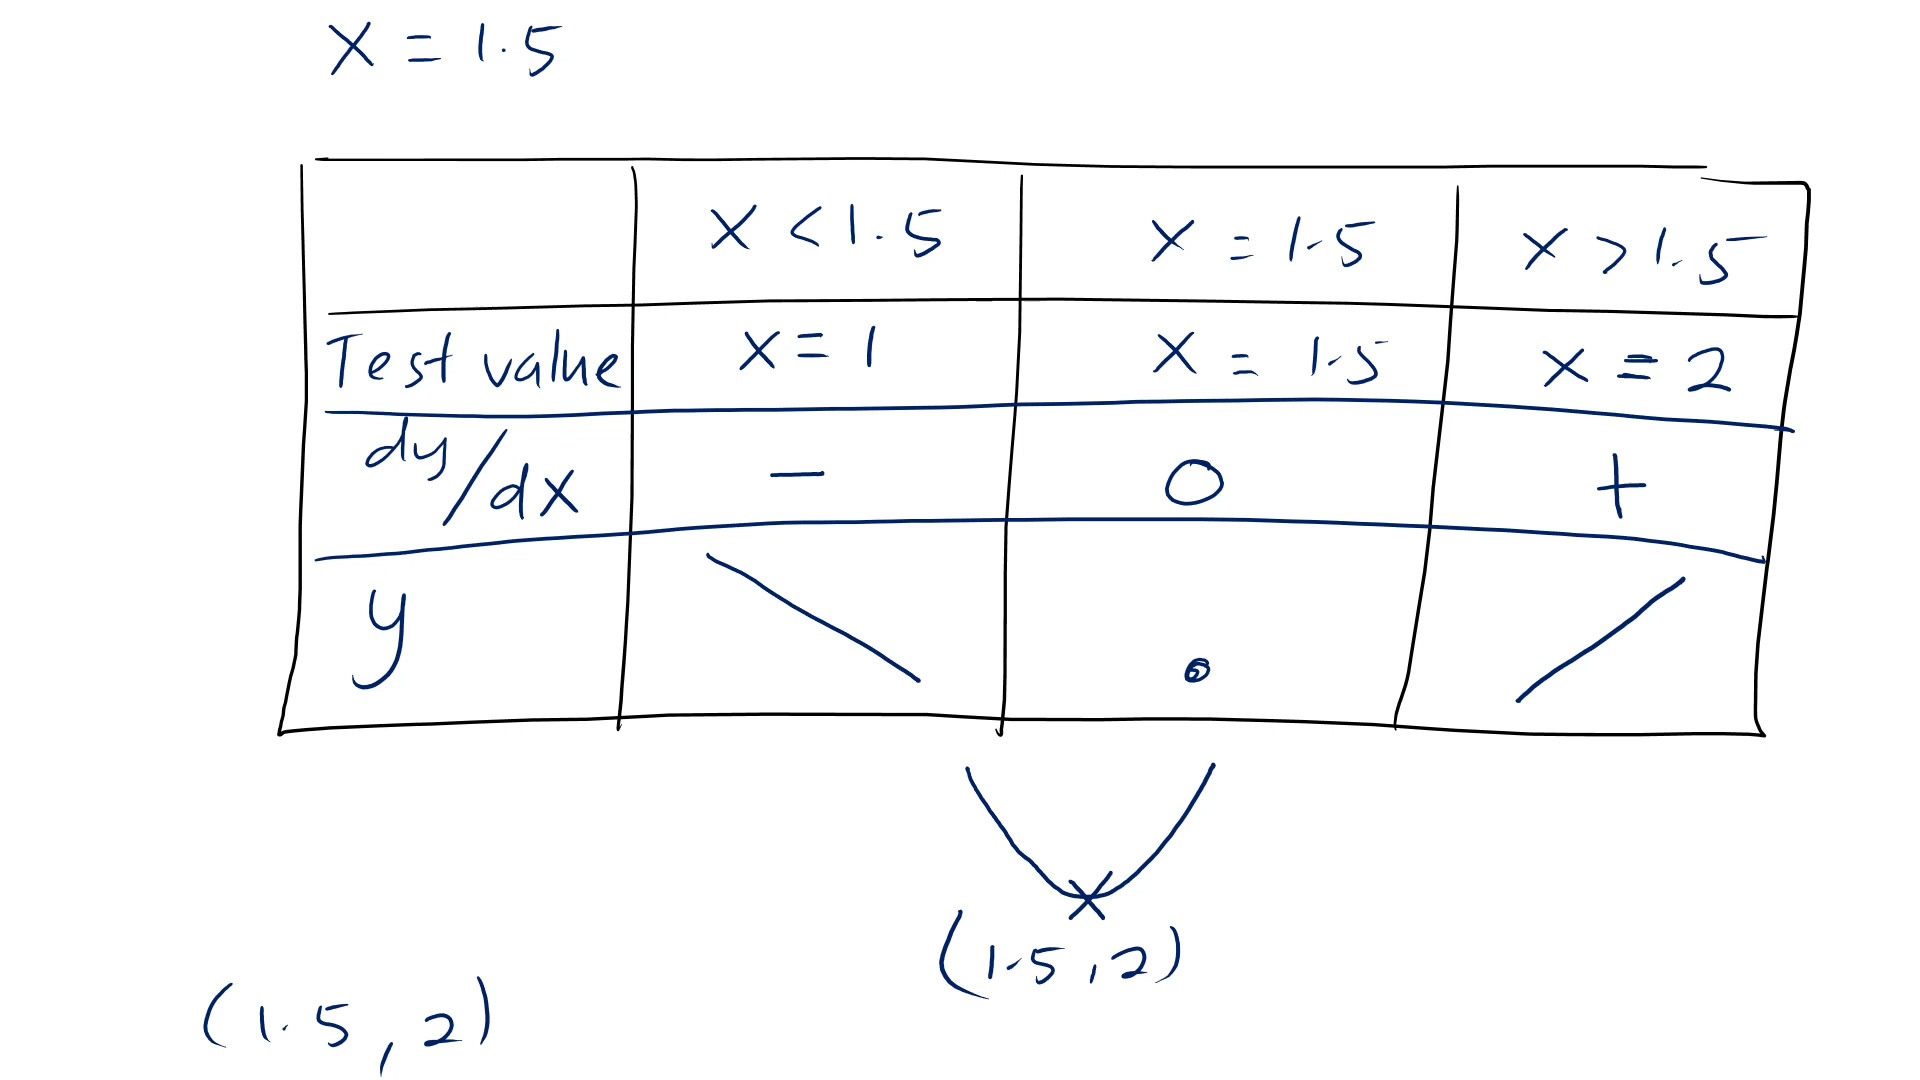 x = 1.5
x < 1.5 x = 1.5 x > 1.5
Test value x = 1 x = 1.5 x = 2
dy/dx − 0 +
y
(1.5, 2)
(1.5, 2)